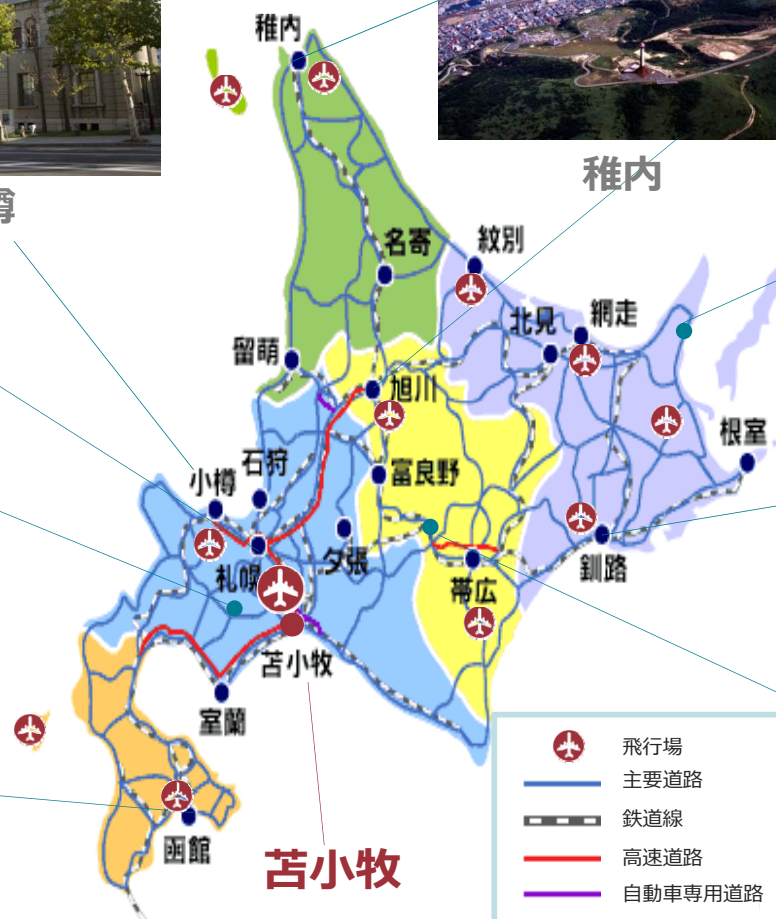 稚内
稚内
樽
名寄
紋別
北見
網走
留萌
旭川
根室
石狩
富良野
小樽
夕張
札幌
釧路
帯広
苫小牧
室蘭
函館
苫小牧
飛行場
主要道路
鉄道線
高速道路
自動車専用道路